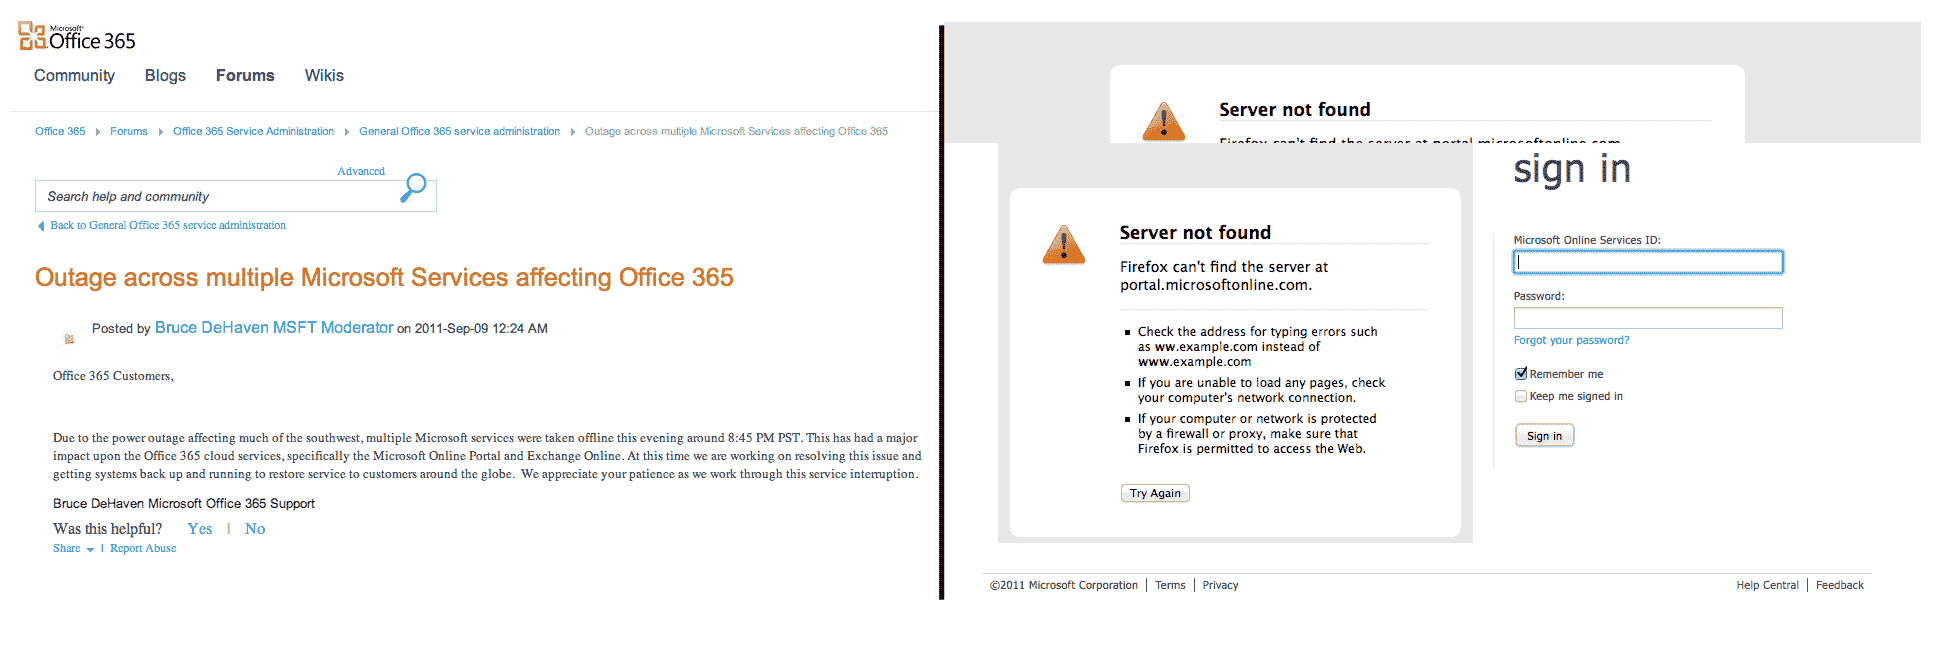 Microsoft®
Office 365
Community Blogs Forums Wikis
Office 365 Forums Office 365 Service Administration General Office 365 service administration Outage across multiple Microsoft Services affecting Office 365
Advanced
Search help and community
Back to General Office 365 service administration
Outage across multiple Microsoft Services affecting Office 365
Posted by Bruce DeHaven MSFT Moderator on 2011-Sep-09 12:24 AM
Office 365 Customers,
Due to the power outage affecting much of the southwest, multiple Microsoft services were taken offline this evening around 8:45 PM PST. This has had a major
impact upon the Office 365 cloud services, specifically the Microsoft Online Portal and Exchange Online. At this time we are working on resolving this issue and
getting systems back up and running to restore service to customers around the globe. We appreciate your patience as we work through this service interruption.
Bruce DeHaven Microsoft Office 365 Support
Was this helpful? Yes | No
Share | Report Abuse
Server not found
Firefox can't find the server at portal.microsoftonline.com
Server not found
Firefox can't find the server at
portal.microsoftonline.com.
Check the address for typing errors such
as ww.example.com instead of
www.example.com
If you are unable to load any pages, check
your computer's network connection.
If your computer or network is protected
by a firewall or proxy, make sure that
Firefox is permitted to access the Web.
Try Again
sign in
Microsoft Online Services ID:
Password:
Forgot your password?
Remember me
Keep me signed in
Sign in
©2011 Microsoft Corporation | Terms | Privacy
Help Central | Feedback